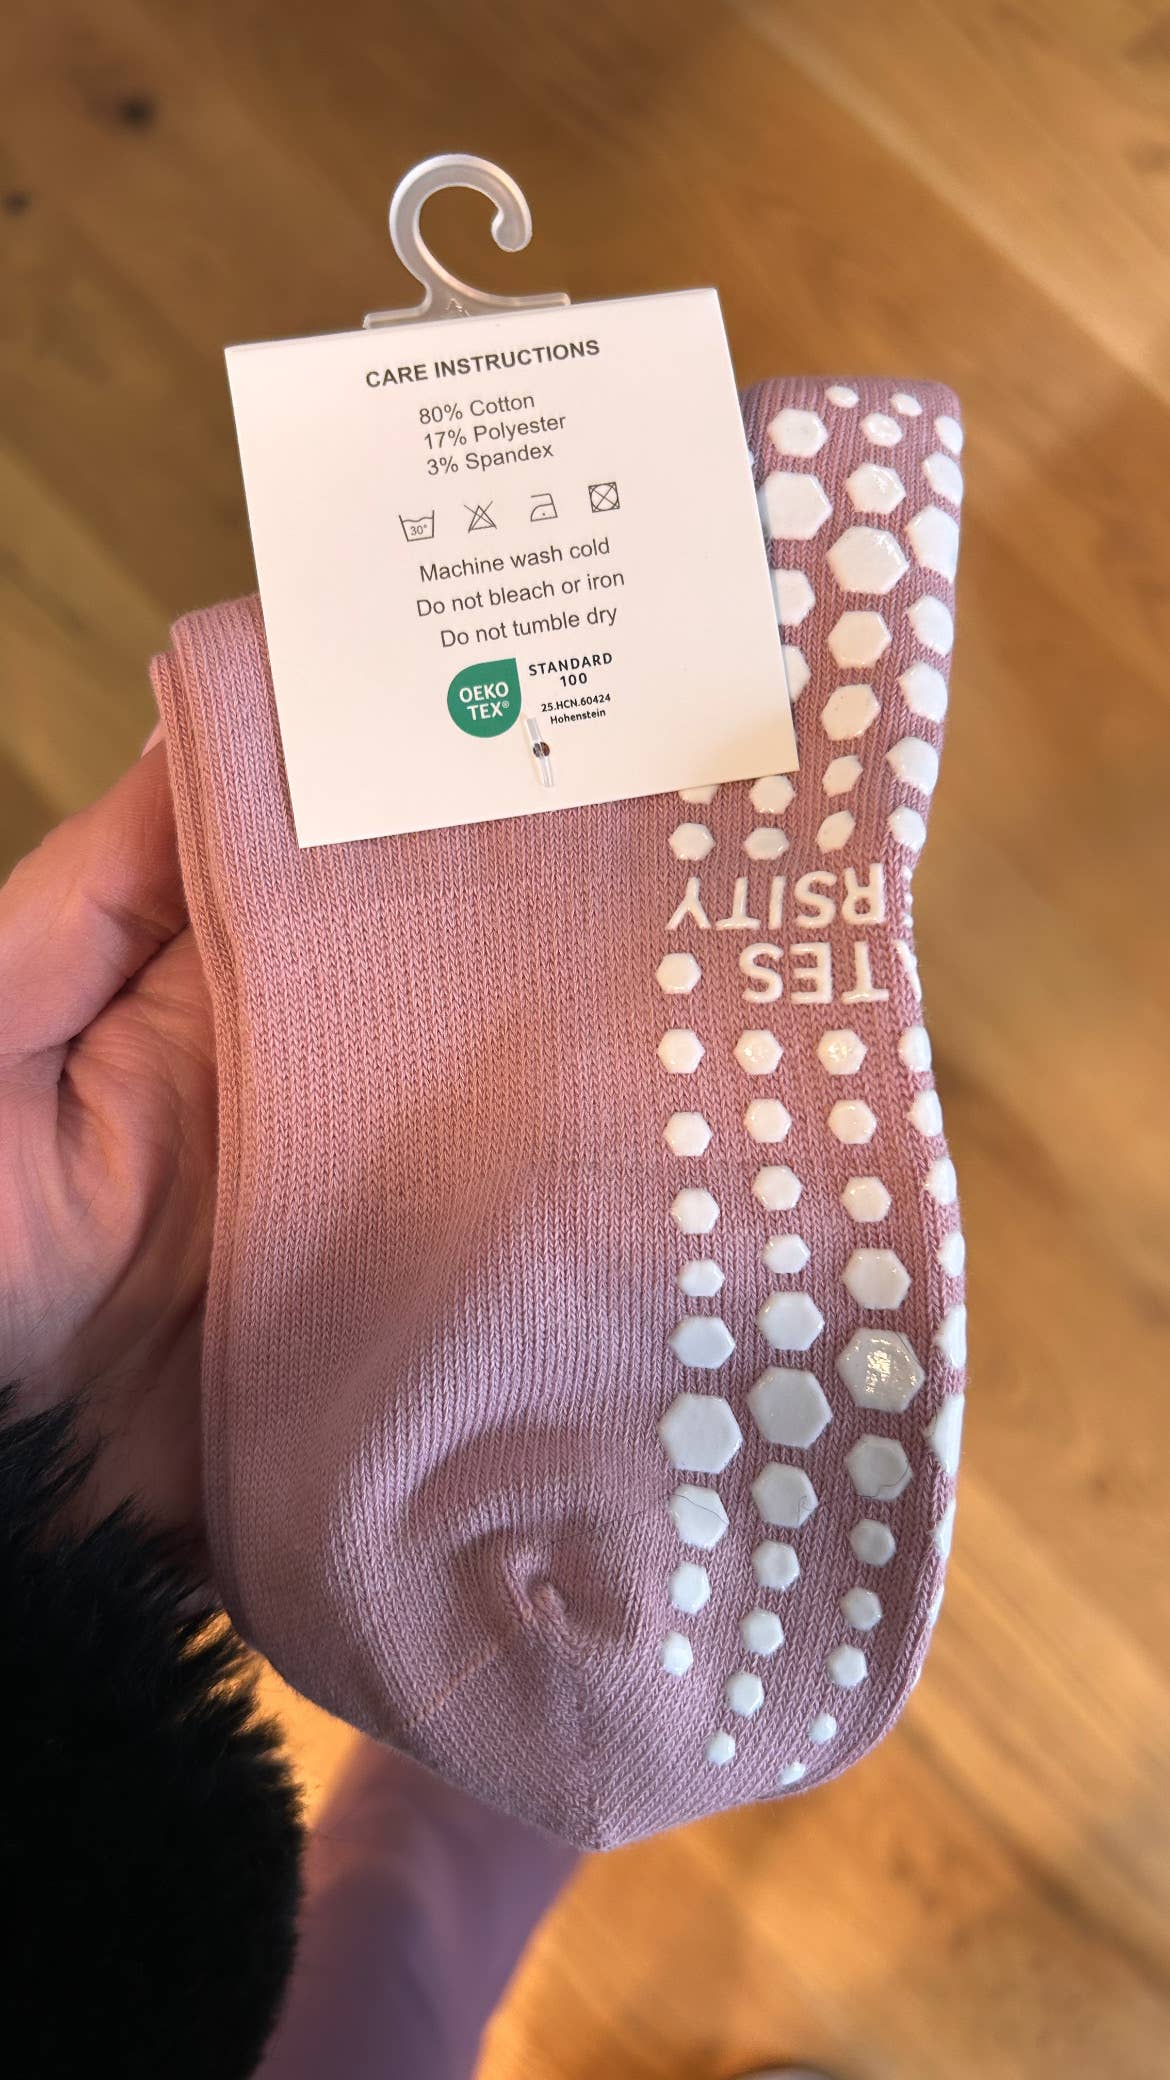 CARE INSTRUCTIONS
80% Cotton
17% Polyester
3% Spandex
30°
Machine wash cold
Do not bleach or iron
Do not tumble dry
OEKO
TEX®
STANDARD
100
25.HCN.60424
Hohenstein
TES
RSITY